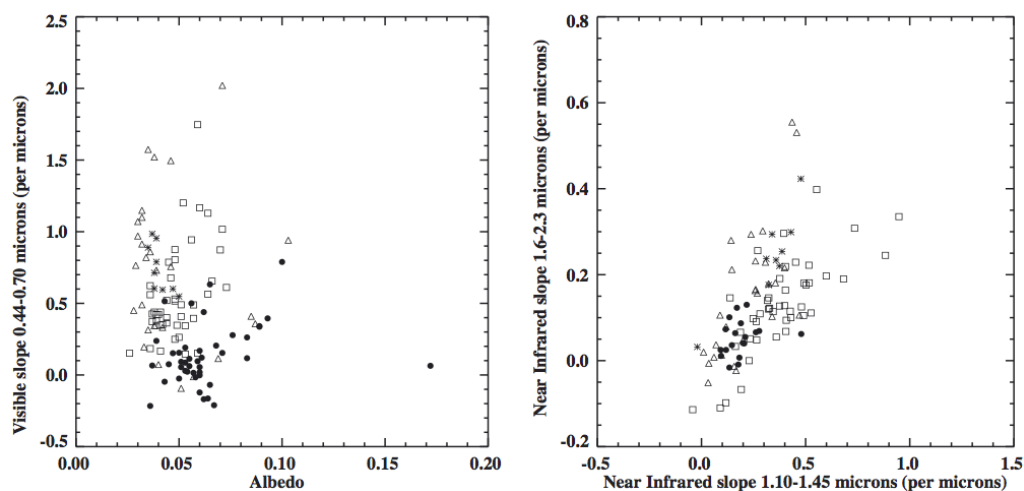 2.5
2.0
1.5
1.0
0.5
0.0
-0.5
Visible slope 0.44-0.70 microns (per microns)
0.00 0.05 0.10 0.15 0.20
Albedo
0.8
0.6
0.4
0.2
0.0
-0.2
Near Infrared slope 1.6-2.3 microns (per microns)
-0.5 0.0 0.5 1.0 1.5
Near Infrared slope 1.10-1.45 microns (per microns)